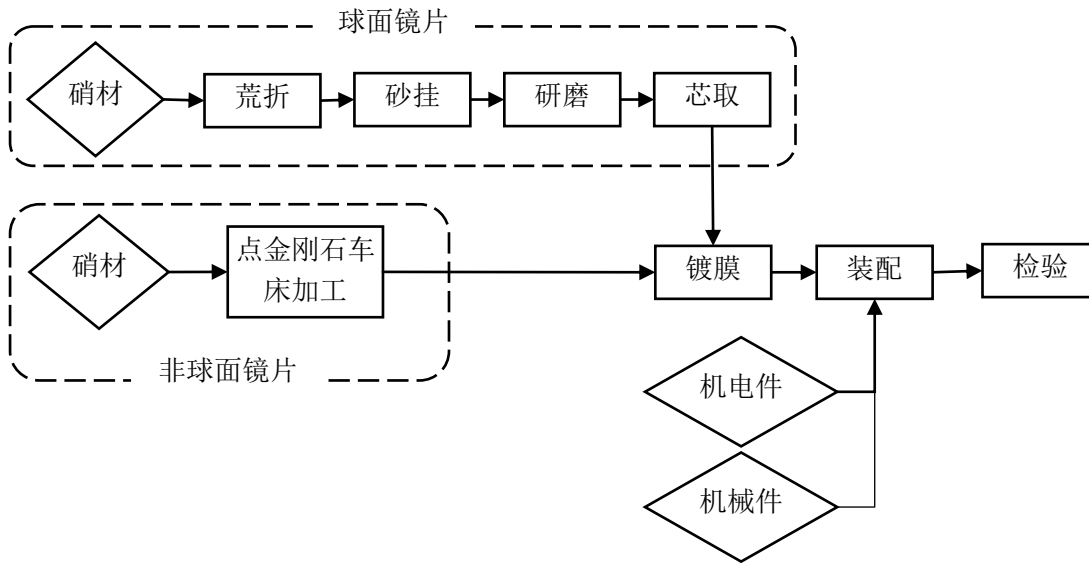 球面镜片
硝材
荒折
砂挂
研磨
芯取
硝材
点金刚石车
床加工
镀膜
装配
检验
非球面镜片
机电件
机械件